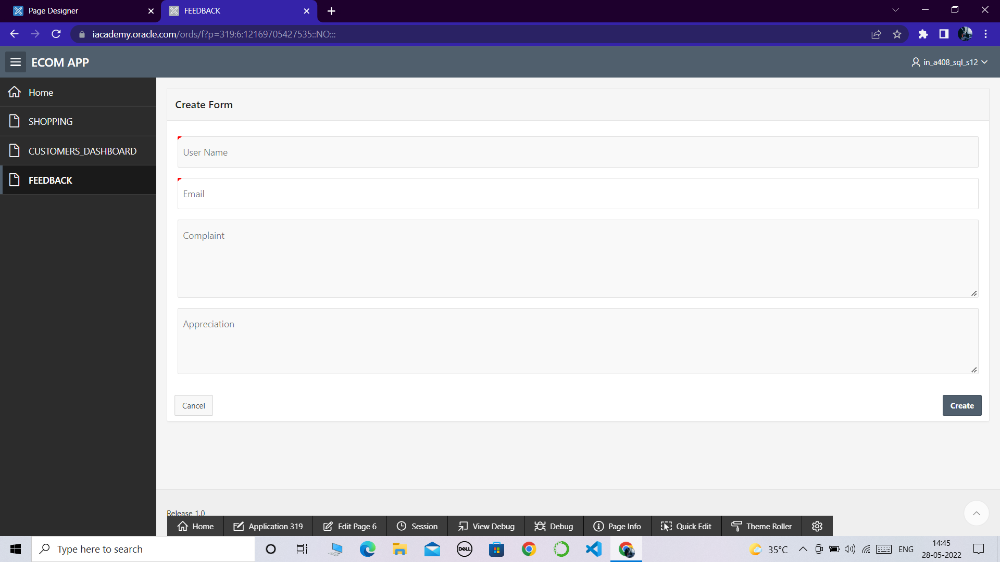 Page Designer
FEEDBACK
iacademy.oracle.com/ords/f?p=319:6:12169705427535::NO:::
ECOM APP
in_a408_sql_s12
Home
SHOPPING
CUSTOMERS_DASHBOARD
FEEDBACK
Create Form
User Name
Email
Complaint
Appreciation
Cancel
Create
Release 1.0
Home
Application 319
Edit Page 6
Session
View Debug
Debug
Page Info
Quick Edit
Theme Roller
Type here to search
DELL
35°C
ENG
14:45
28-05-2022